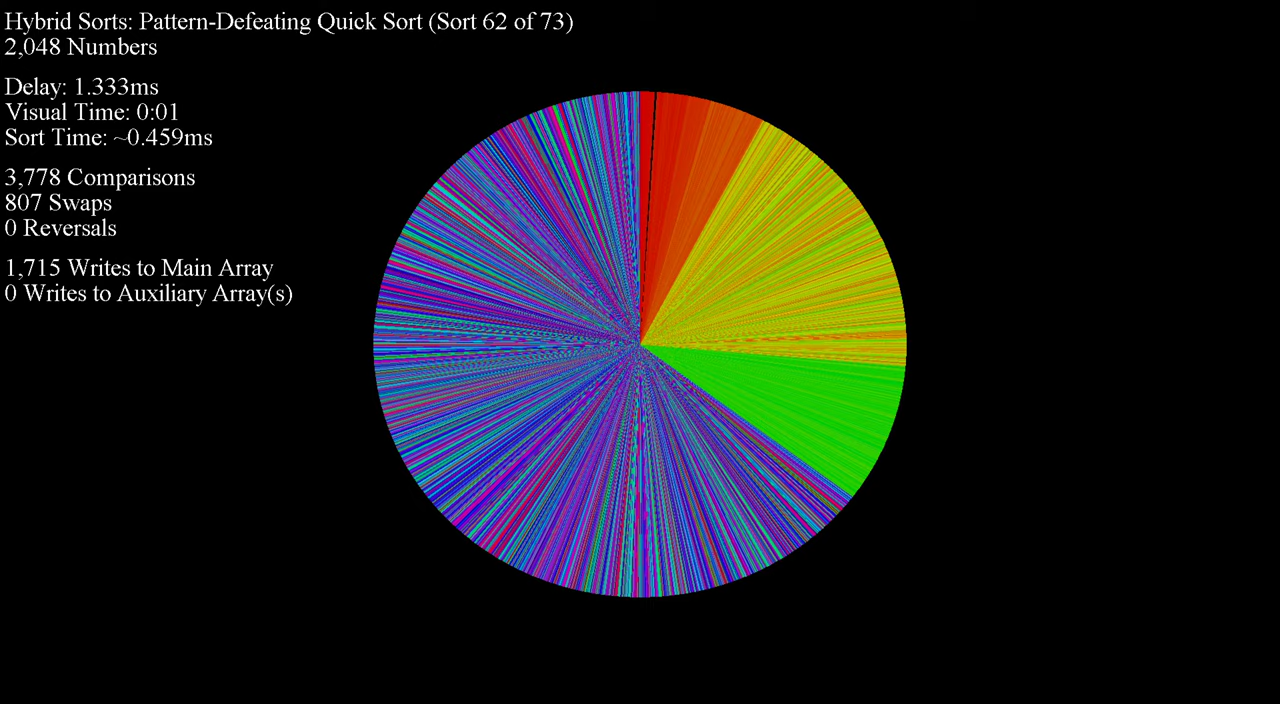 Hybrid Sorts: Pattern-Defeating Quick Sort (Sort 62 of 73)
2,048 Numbers
Delay: 1.333ms
Visual Time: 0:01
Sort Time: ~0.459ms
3,778 Comparisons
807 Swaps
0 Reversals
1,715 Writes to Main Array
0 Writes to Auxiliary Array(s)